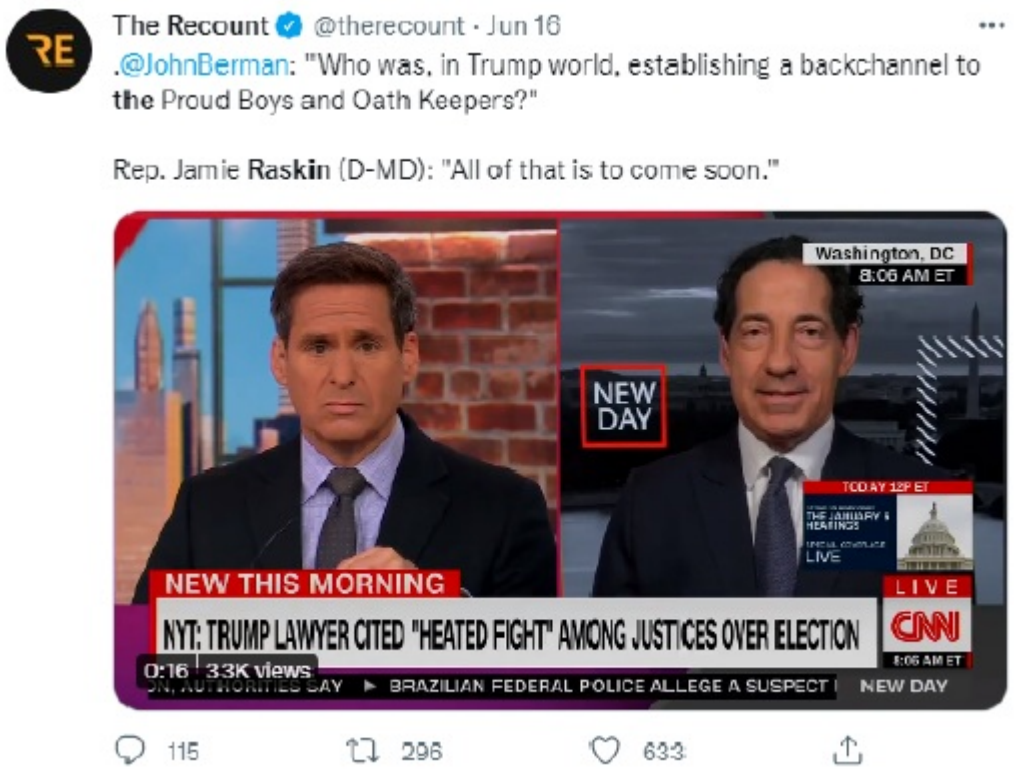 RE
The Recount @therecount · Jun 16 ...
.@JohnBerman: "Who was, in Trump world, establishing a backchannel to
the Proud Boys and Oath Keepers?"
Rep. Jamie Raskin (D-MD): "All of that is to come soon."
Washington, DC
8:06 AM ET
NEW
DAY
TODAY 12P ET
THE JANUARY 6
HEARINGS
SPECIAL COVERAGE
LIVE
NEW THIS MORNING
NYT: TRUMP LAWYER CITED "HEATED FIGHT" AMONG JUSTICES OVER ELECTION
LIVE
CNN
8:06 AM ET
0:16 33K views
ON, AUTHORITIES SAY ▶ BRAZILIAN FEDERAL POLICE ALLEGE A SUSPECT
NEW DAY
115 296 633